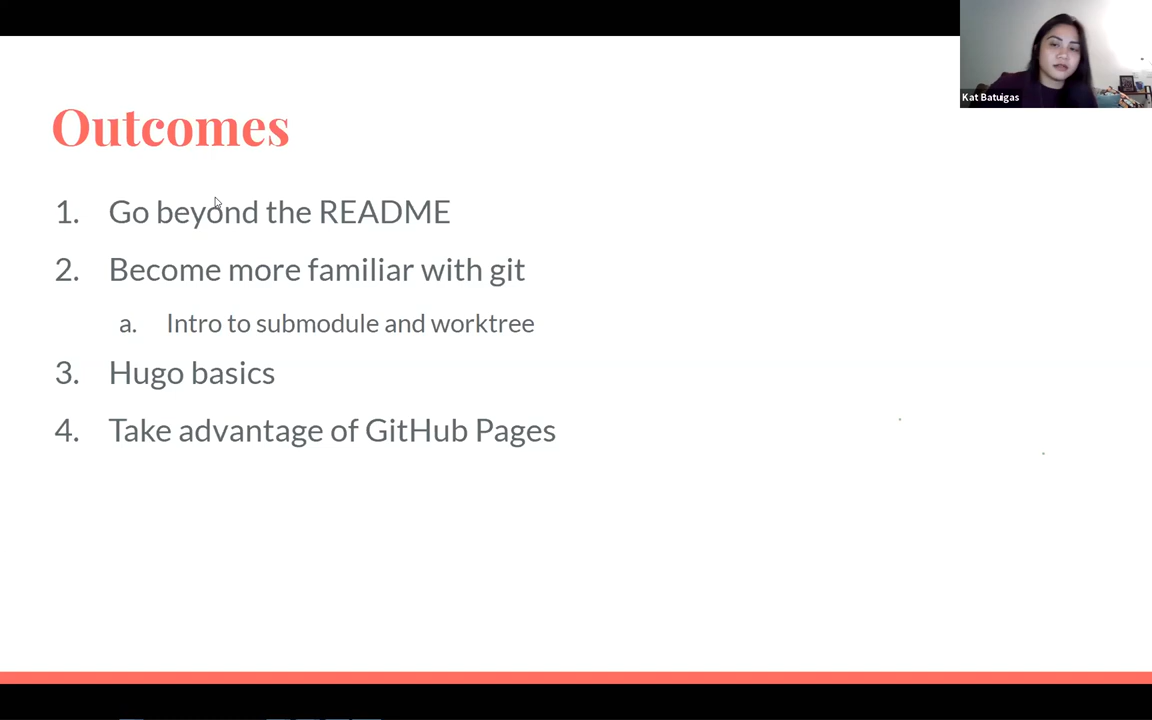 Kat Batuigas
Outcomes
1. Go beyond the README
2. Become more familiar with git
a. Intro to submodule and worktree
3. Hugo basics
4. Take advantage of GitHub Pages